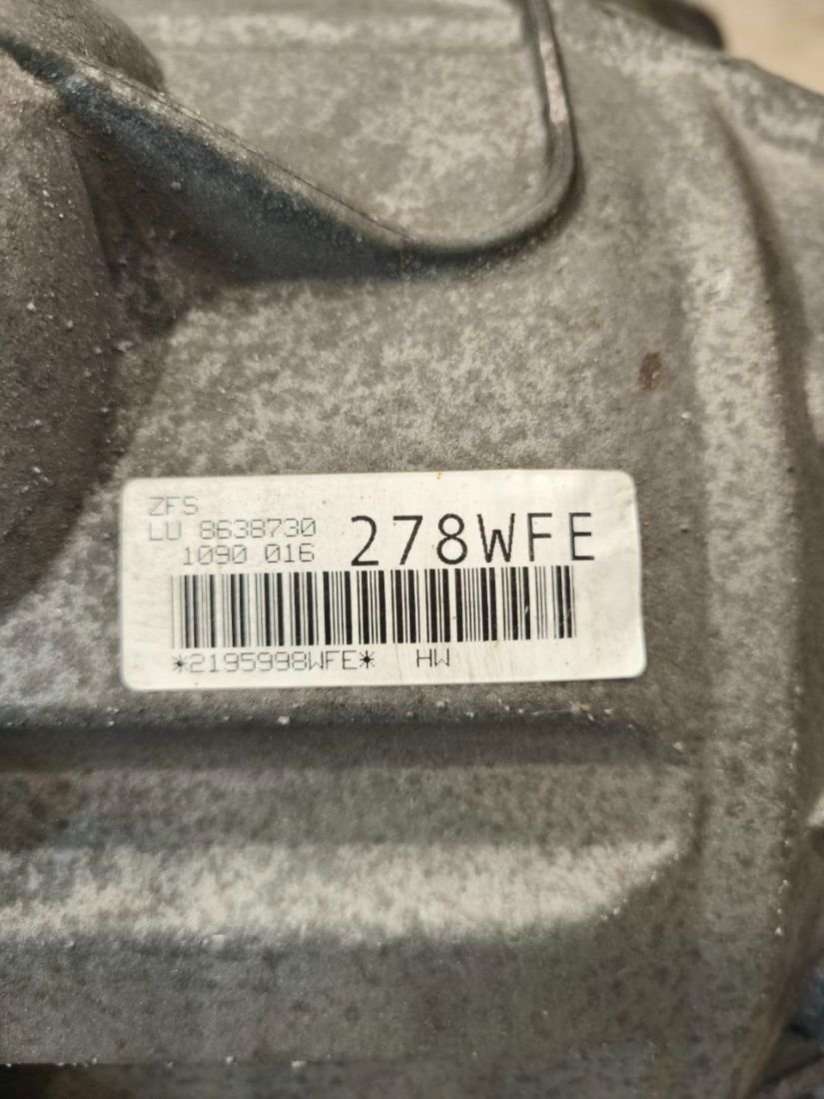 ZFS
LU 8638730
1090 016
278WFE
*2195998WFE* HW